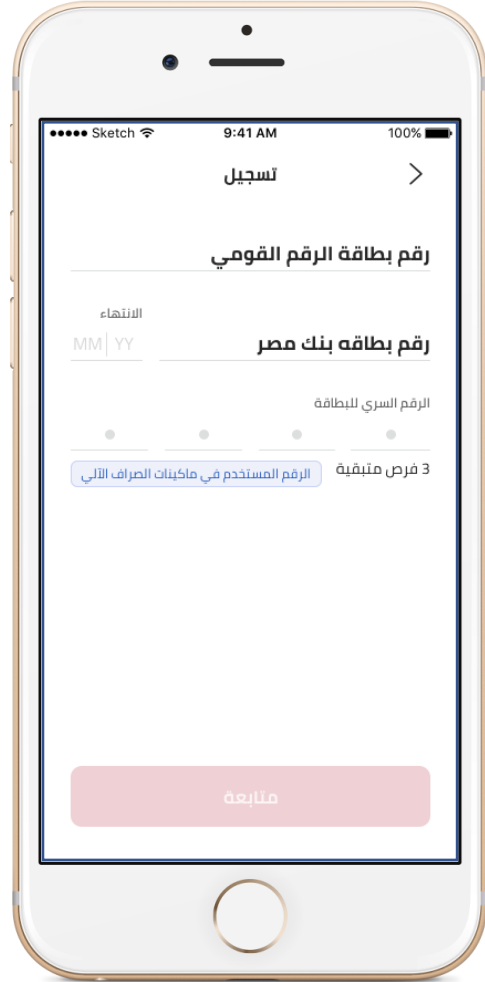 ●●●●● Sketch 9:41 AM 100%
تسجيل
رقم بطاقة الرقم القومي
الانتهاء
رقم بطاقه بنك مصر MM YY
الرقم السري للبطاقة
3 فرص متبقية الرقم المستخدم في ماكينات الصراف الآلي
متابعة